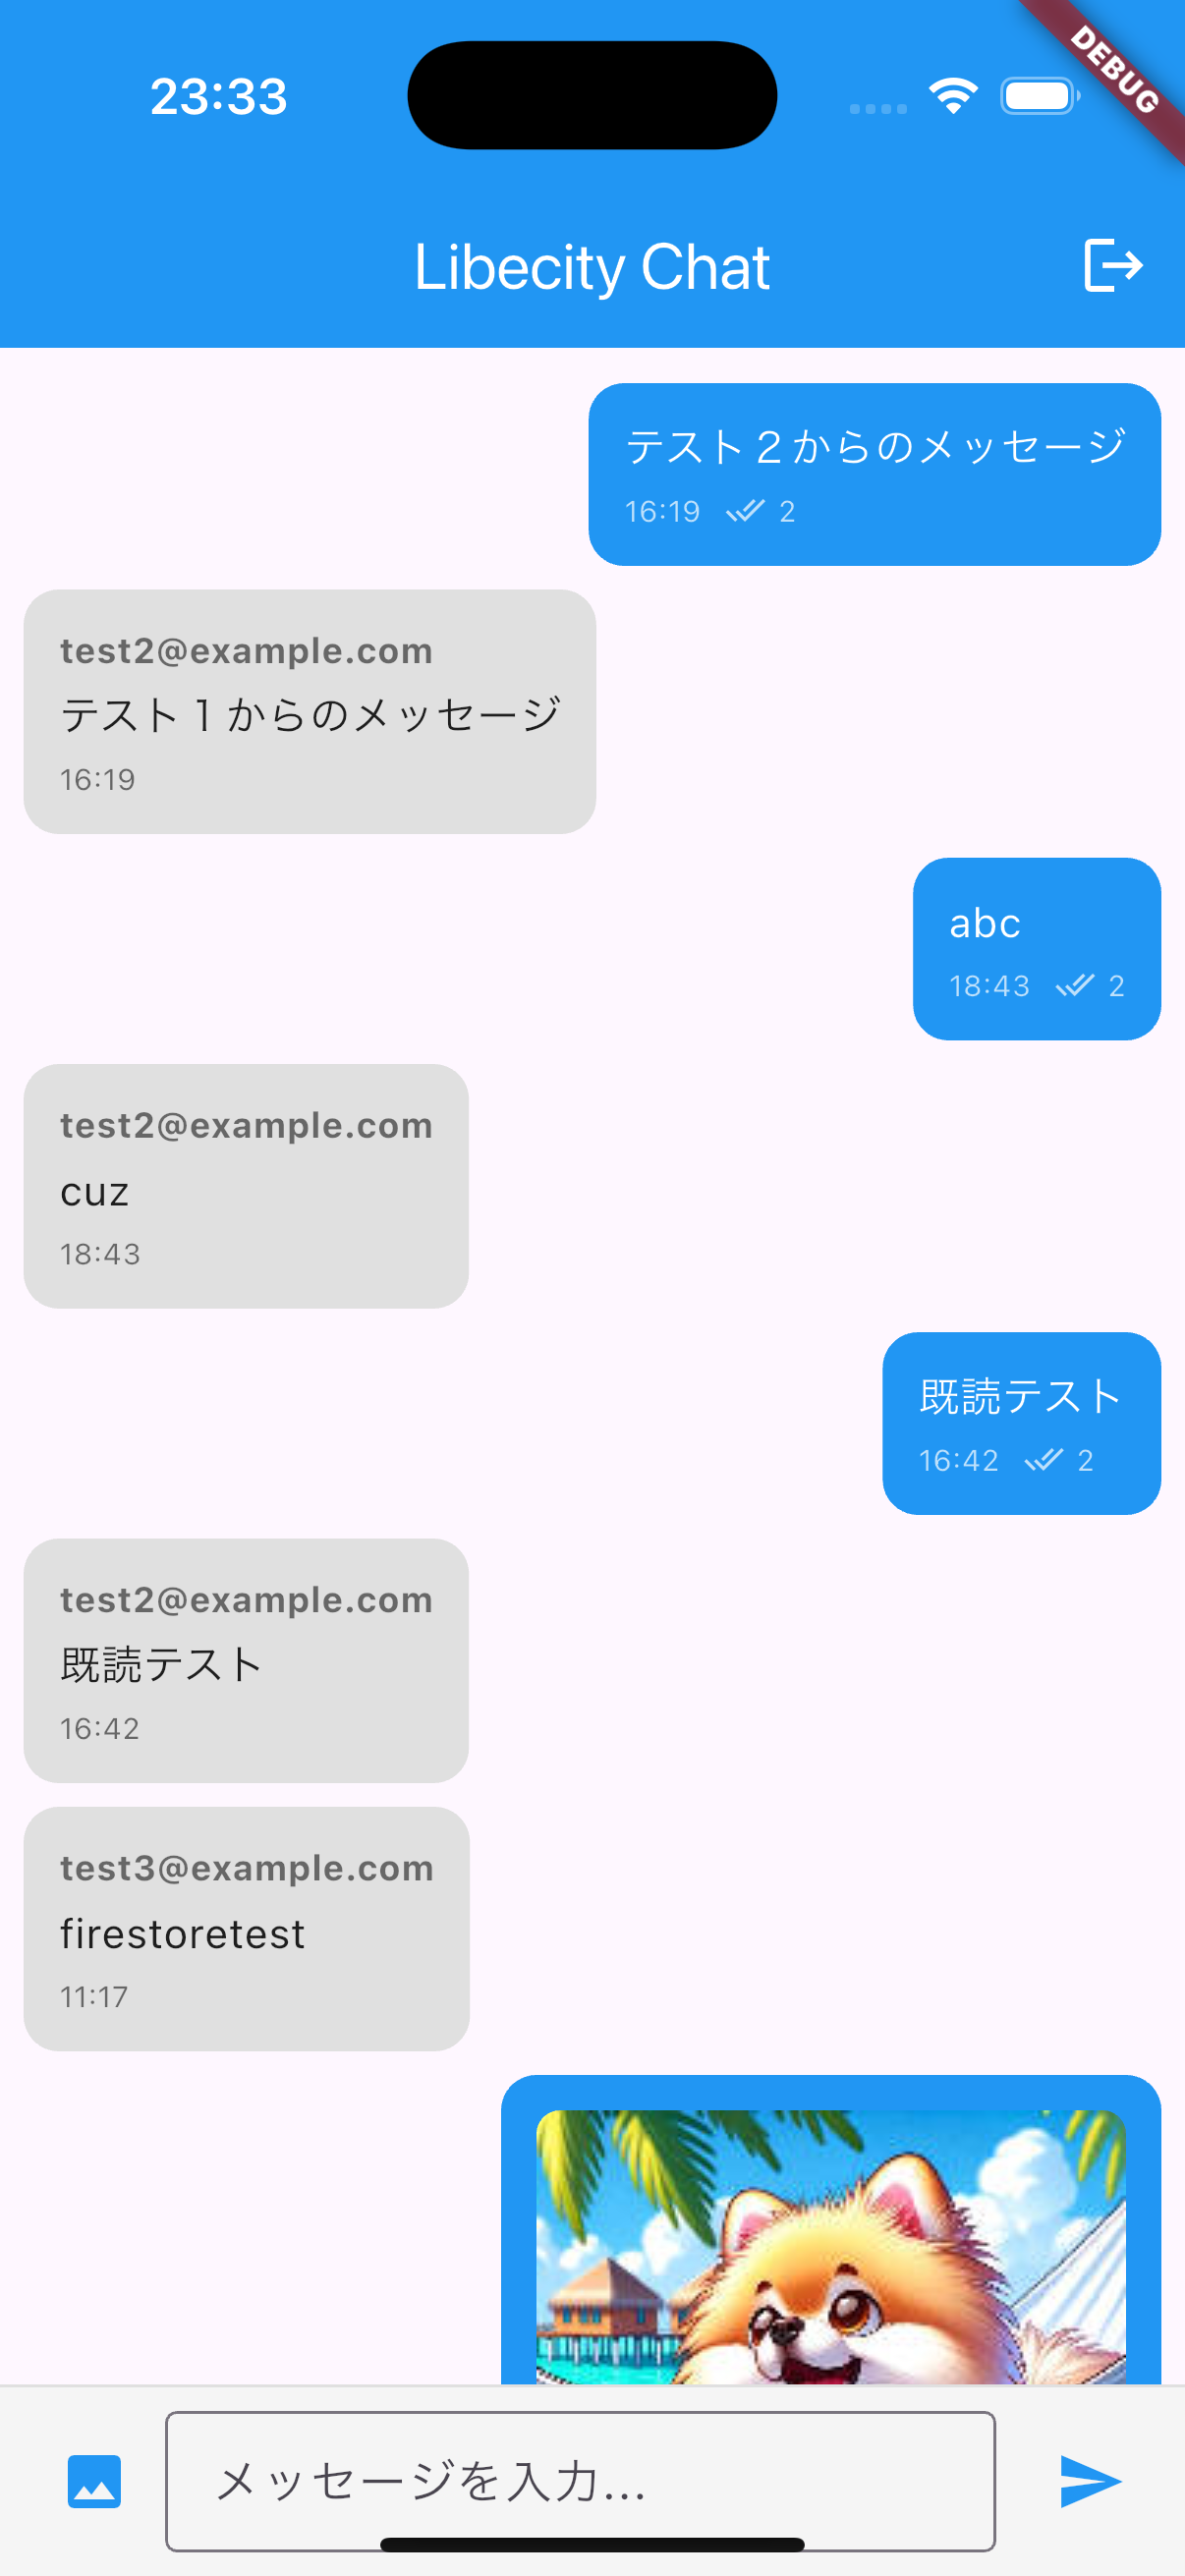 23:33
DEBUG
Libecity Chat
テスト２からのメッセージ
16:19 2
test2@example.com
テスト１からのメッセージ
16:19
abc
18:43 2
test2@example.com
cuz
18:43
既読テスト
16:42 2
test2@example.com
既読テスト
16:42
test3@example.com
firestoretest
11:17
メッセージを入力...